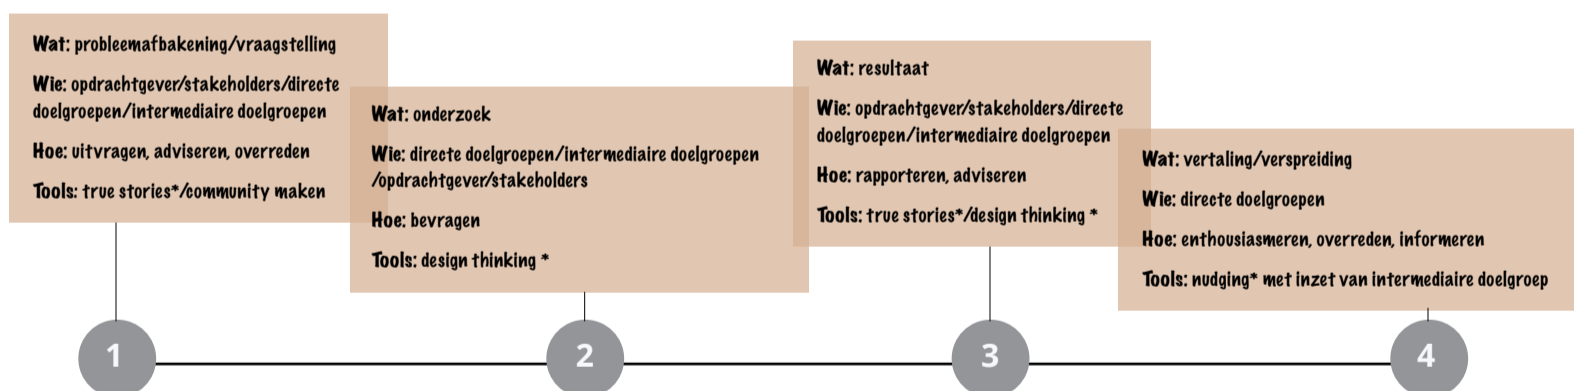 Wat: probleemafbakening/vraagstelling
Wie: opdrachtgever/stakeholders/directe
doelgroepen/intermediaire doelgroepen
Hoe: uitvragen, adviseren, overreden
Tools: true stories*/community maken
Wat: onderzoek
Wie: directe doelgroepen/intermediaire doelgroepen
/opdrachtgever/stakeholders
Hoe: bevragen
Tools: design thinking *
Wat: resultaat
Wie: opdrachtgever/stakeholders/directe
doelgroepen/intermediaire doelgroepen
Hoe: rapporteren, adviseren
Tools: true stories*/design thinking *
Wat: vertaling/verspreiding
Wie: directe doelgroepen
Hoe: enthousiasmeren, overreden, informeren
Tools: nudging* met inzet van intermediaire doelgroep
1
2
3
4